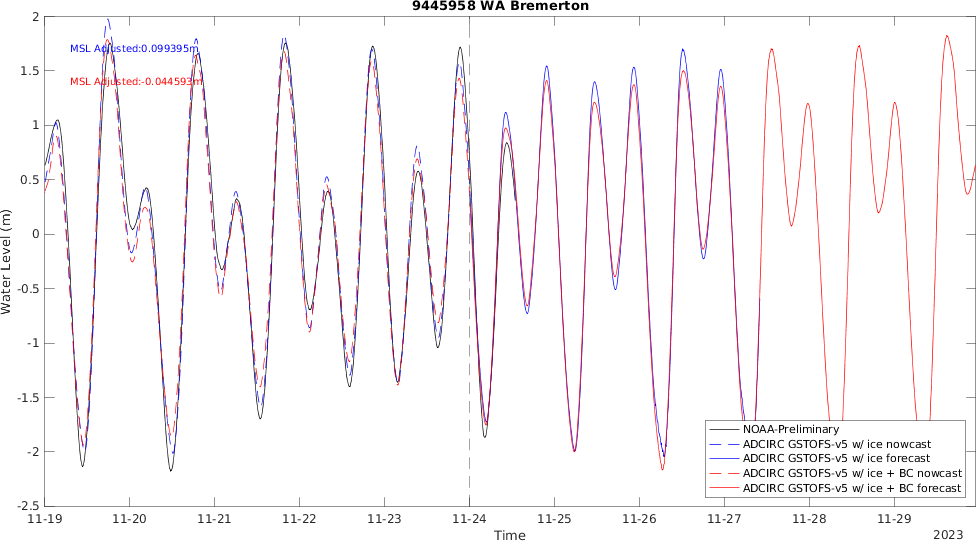 9445958 WA Bremerton
MSL Adjusted:0.099395m
MSL Adjusted:-0.044593m
Water Level (m)
2
1.5
1
0.5
0
-0.5
-1
-1.5
-2
-2.5
NOAA-Preliminary
ADCIRC GSTOFS-v5 w/ ice nowcast
ADCIRC GSTOFS-v5 w/ ice forecast
ADCIRC GSTOFS-v5 w/ ice + BC nowcast
ADCIRC GSTOFS-v5 w/ ice + BC forecast
11-19 11-20 11-21 11-22 11-23 11-24 11-25 11-26 11-27 11-28 11-29
Time
2023